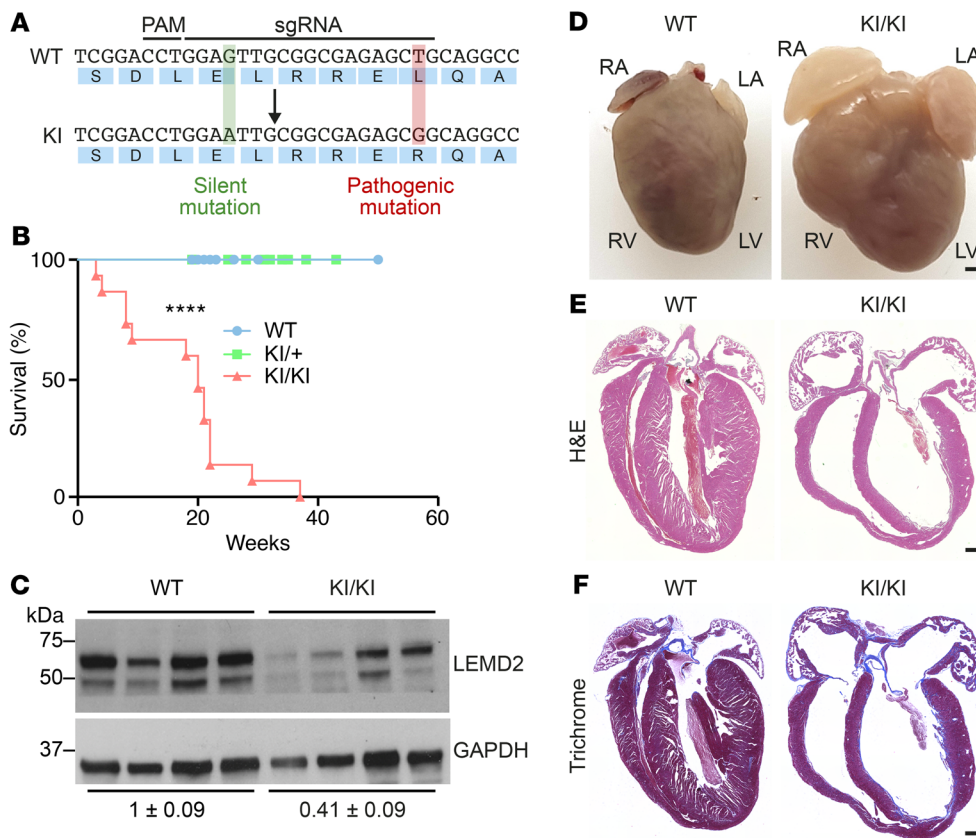 A
PAM sgRNA
WT TCGGACCTGGAGTTGCGGCGAGAGCTGCAGGCC
S D L E L R R E L Q A
KI TCGGACCTGGAATTGCGGCGAGAGCGGCAGGCC
S D L E L R R E R Q A
Silent
mutation
Pathogenic
mutation
B
Survival (%)
100
50
0
****
WT
KI/+
KI/KI
0 20 40 60
Weeks
C
WT KI/KI
kDa
75
50
LEMD2
37
GAPDH
1 ± 0.09 0.41 ± 0.09
D
WT KI/KI
RA LA
RV LV
RA LA
RV LV
E
WT KI/KI
H&E
F
WT KI/KI
Trichrome